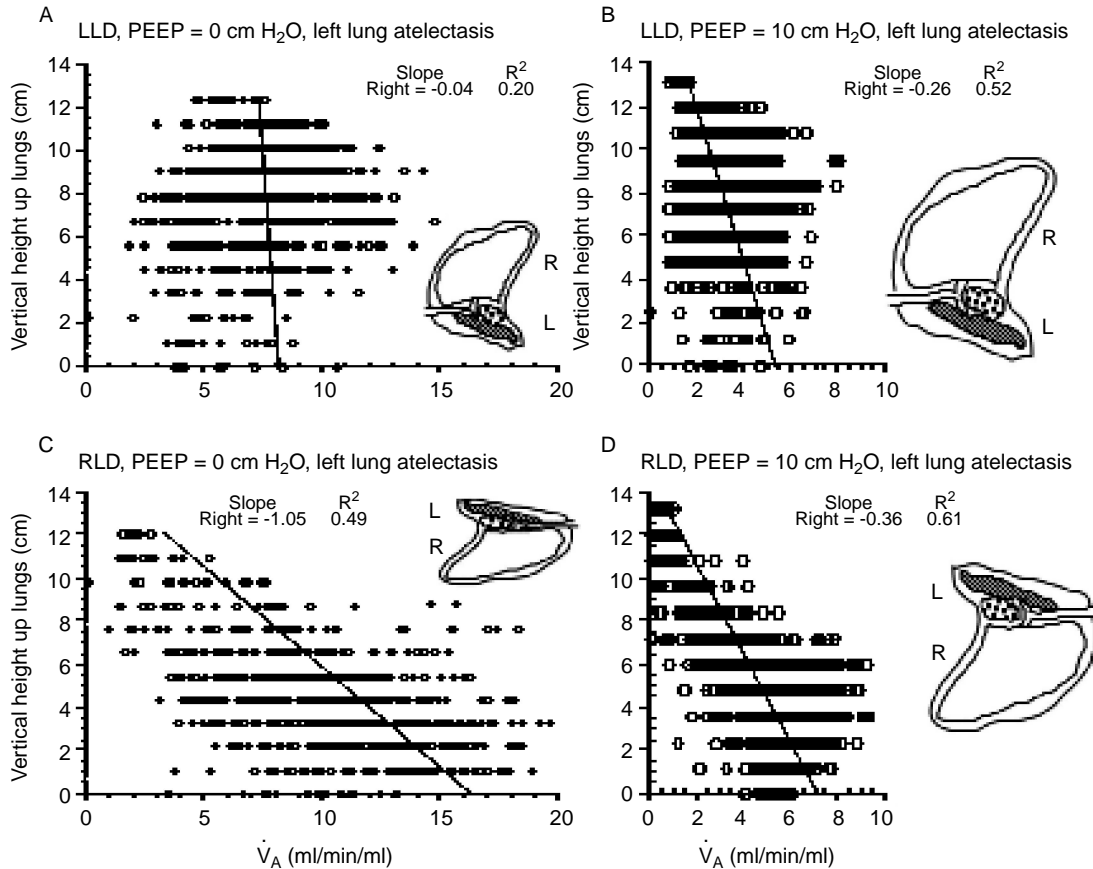 A
LLD, PEEP = 0 cm H₂O, left lung atelectasis
Slope R²
Right = -0.04 0.20
Vertical height up lungs (cm)
14
12
10
8
6
4
2
0
0 5 10 15 20
R
L
B
LLD, PEEP = 10 cm H₂O, left lung atelectasis
Slope R²
Right = -0.26 0.52
Vertical height up lungs (cm)
14
12
10
8
6
4
2
0
0 2 4 6 8 10
R
L
C
RLD, PEEP = 0 cm H₂O, left lung atelectasis
Slope R²
Right = -1.05 0.49
Vertical height up lungs (cm)
14
12
10
8
6
4
2
0
0 5 10 15 20
L
R
V̇A (ml/min/ml)
D
RLD, PEEP = 10 cm H₂O, left lung atelectasis
Slope R²
Right = -0.36 0.61
Vertical height up lungs (cm)
14
12
10
8
6
4
2
0
0 2 4 6 8 10
L
R
V̇A (ml/min/ml)